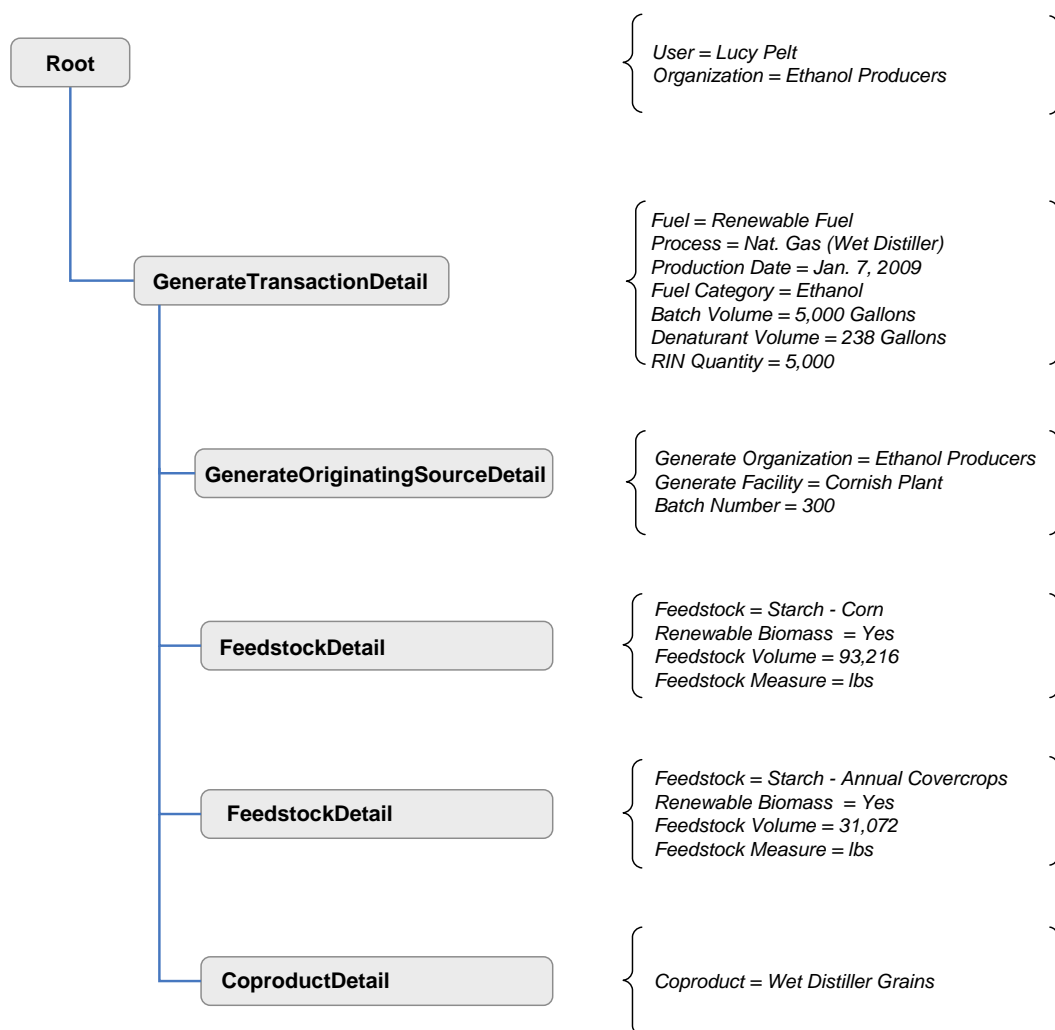 Root
User = Lucy Pelt
Organization = Ethanol Producers
GenerateTransactionDetail
Fuel = Renewable Fuel
Process = Nat. Gas (Wet Distiller)
Production Date = Jan. 7, 2009
Fuel Category = Ethanol
Batch Volume = 5,000 Gallons
Denaturant Volume = 238 Gallons
RIN Quantity = 5,000
GenerateOriginatingSourceDetail
Generate Organization = Ethanol Producers
Generate Facility = Cornish Plant
Batch Number = 300
FeedstockDetail
Feedstock = Starch - Corn
Renewable Biomass  = Yes
Feedstock Volume = 93,216
Feedstock Measure = lbs
FeedstockDetail
Feedstock = Starch - Annual Covercrops
Renewable Biomass  = Yes
Feedstock Volume = 31,072
Feedstock Measure = lbs
CoproductDetail
Coproduct = Wet Distiller Grains